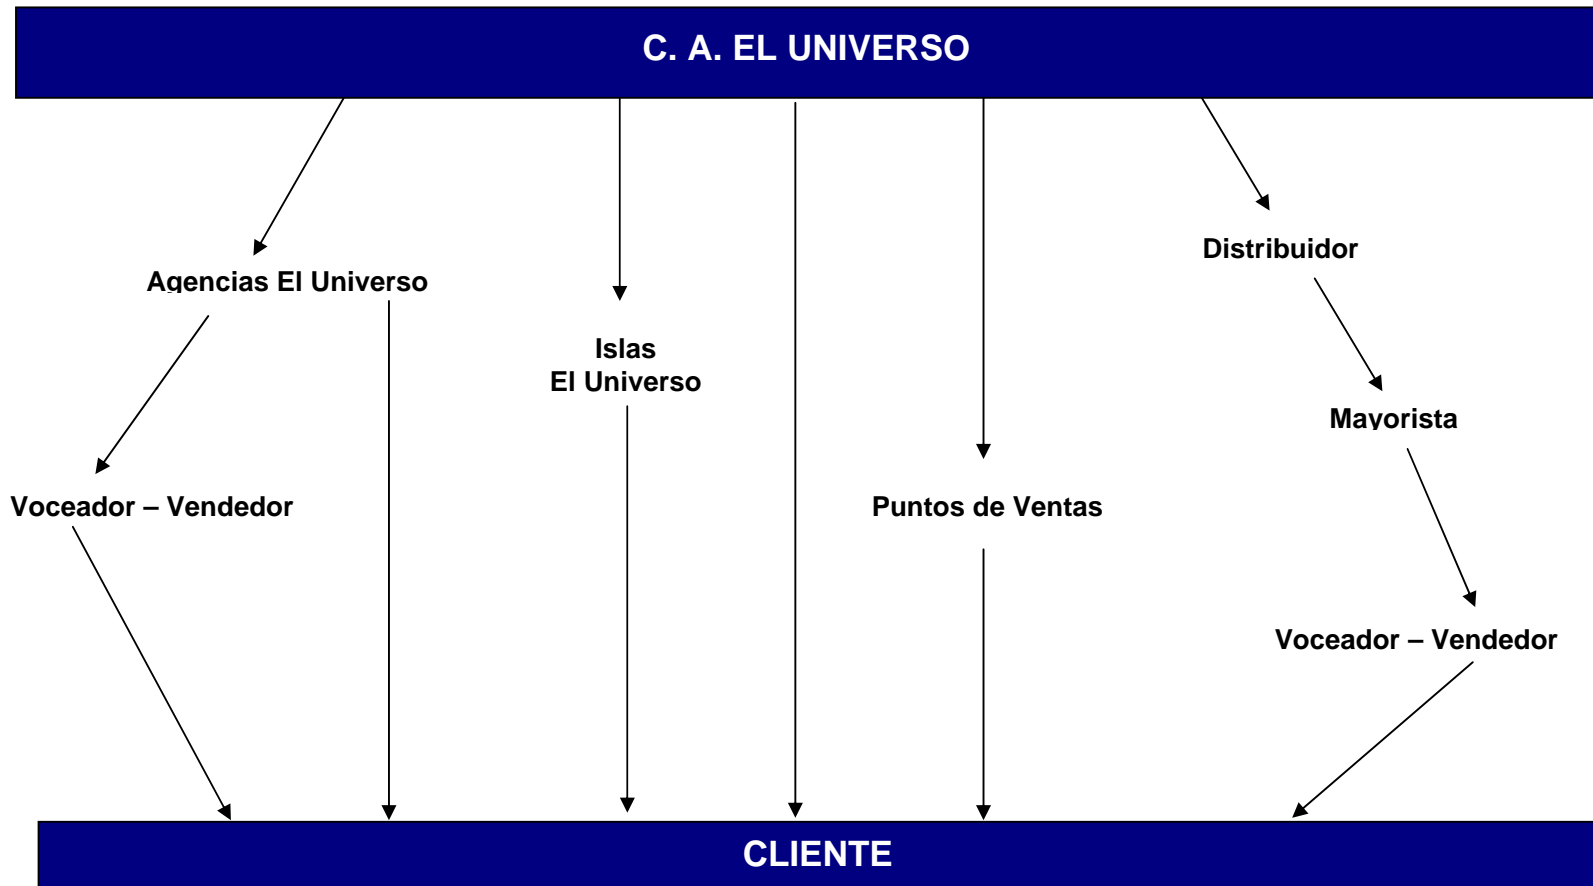 C. A. EL UNIVERSO
Distribuidor
Agencias El Universo
Islas
El Universo
Mayorista
Voceador – Vendedor
Puntos de Ventas
Voceador – Vendedor
CLIENTE